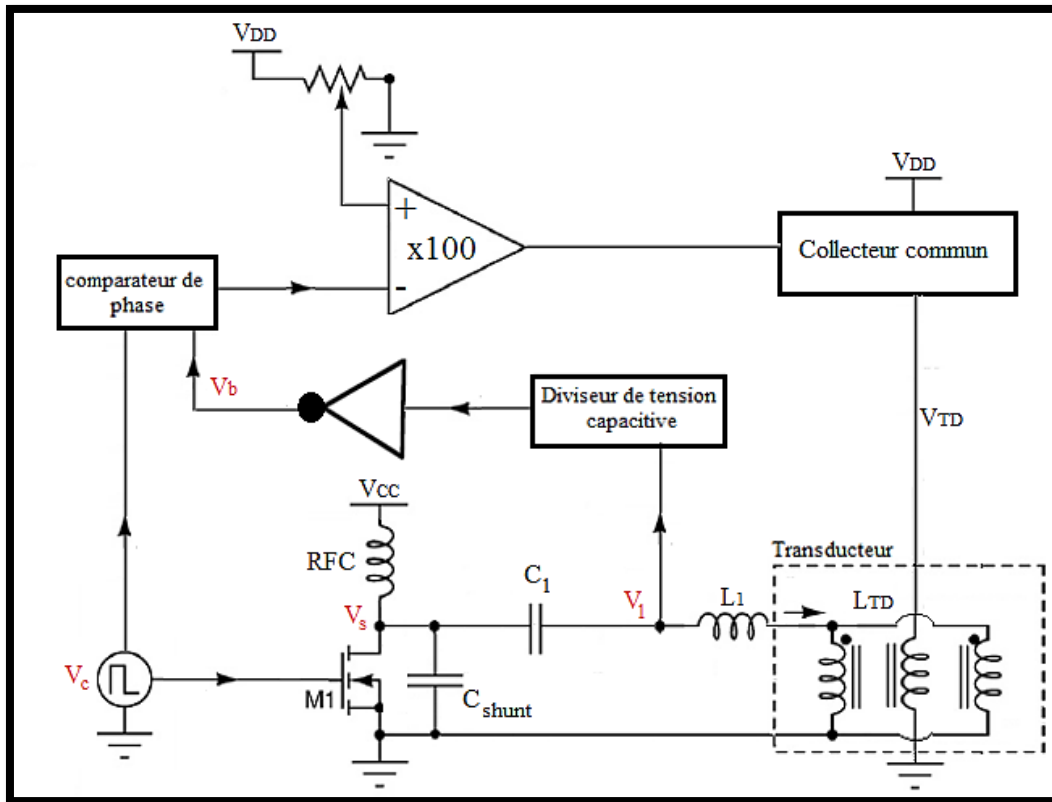 VDD
+
x100
-
VDD
Collecteur commun
comparateur de
phase
Vb
Diviseur de tension
capacitive
VTD
VCC
RFC
Transducteur
C1
Vs
V1
L1
LTD
Vc
M1
Cshunt